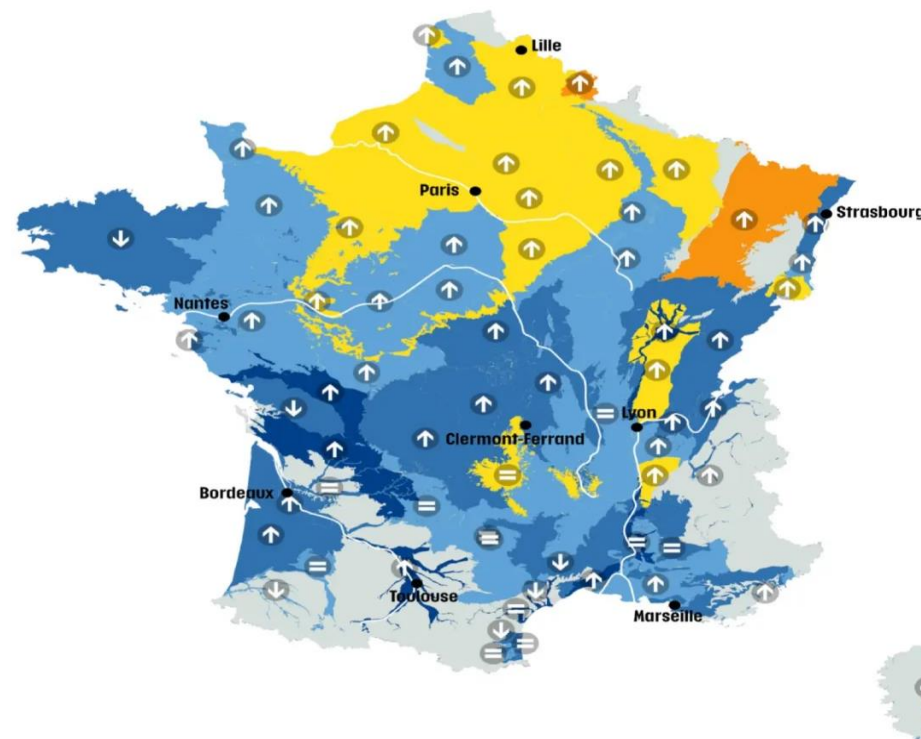 Lille
Paris
Strasbourg
Nantes
Lyon
Clermont-Ferrand
Bordeaux
Toulouse
Marseille